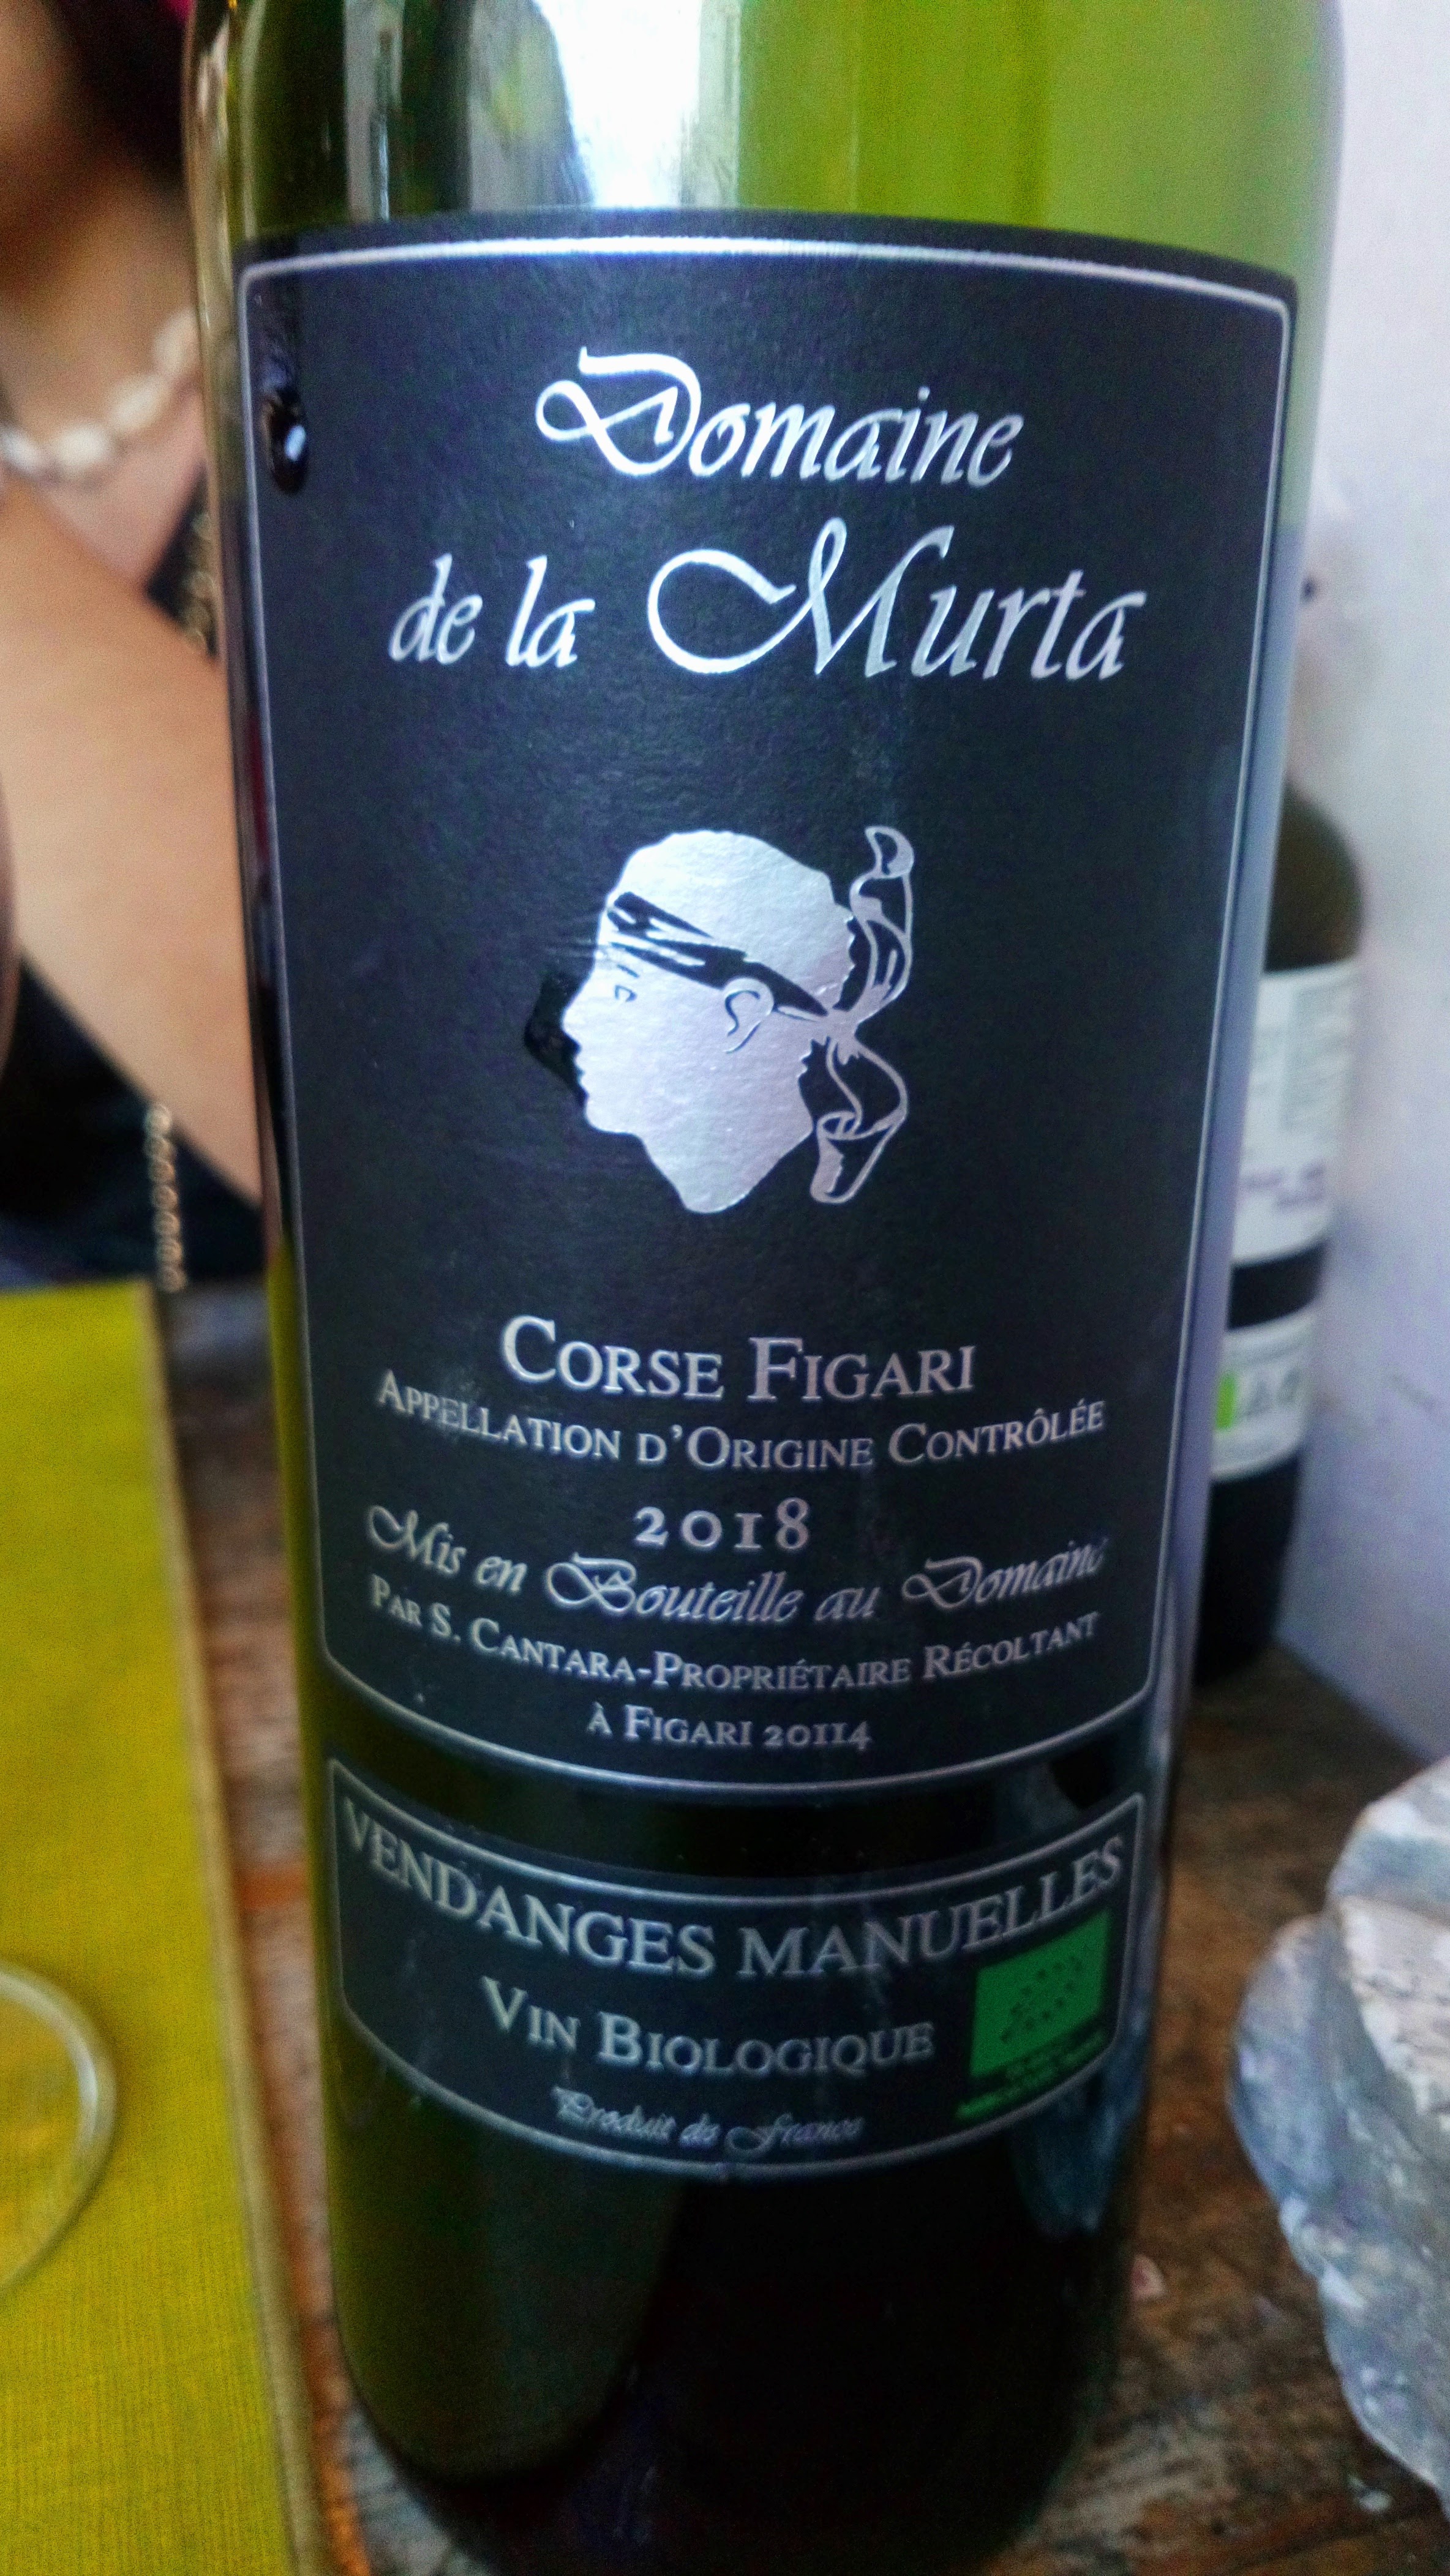 Domaine
de la Murta
CORSE FIGARI
APPELLATION D'ORIGINE CONTRÔLÉE
2018
Mis en Bouteille au Domaine
PAR S. CANTARA-PROPRIÉTAIRE RÉCOLTANT
À FIGARI 20114
VENDANGES MANUELLES
VIN BIOLOGIQUE
Produit de France